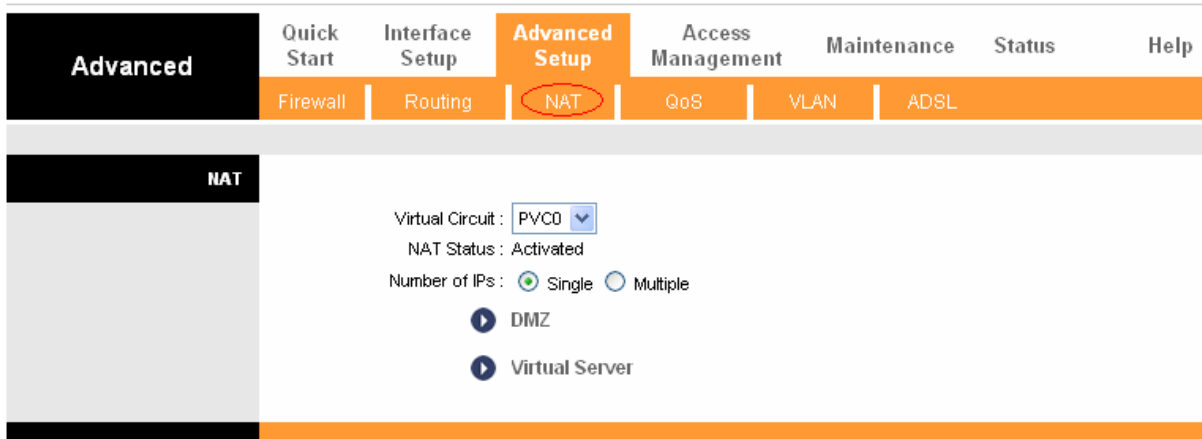 Advanced
Quick Start
Interface Setup
Advanced Setup
Access Management
Maintenance
Status
Help
Firewall
Routing
NAT
QoS
VLAN
ADSL
NAT
Virtual Circuit : PVC0
NAT Status : Activated
Number of IPs : Single Multiple
DMZ
Virtual Server